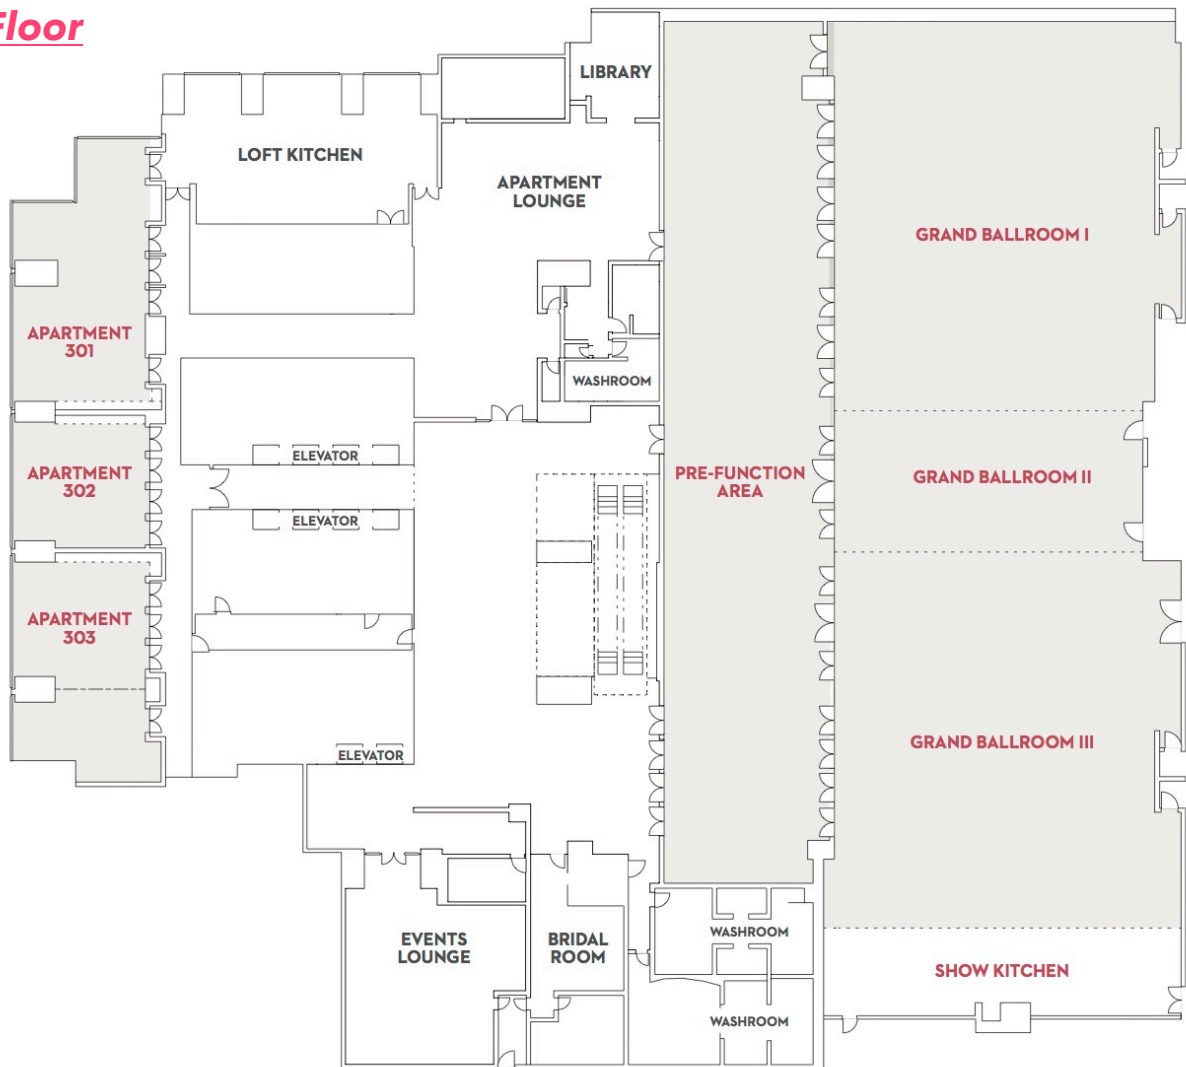 Floor
LIBRARY
LOFT KITCHEN
APARTMENT
LOUNGE
GRAND BALLROOM I
APARTMENT
301
WASHROOM
ELEVATOR
APARTMENT
302
PRE-FUNCTION
AREA
GRAND BALLROOM II
ELEVATOR
APARTMENT
303
GRAND BALLROOM III
ELEVATOR
EVENTS
LOUNGE
BRIDAL
ROOM
WASHROOM
SHOW KITCHEN
WASHROOM